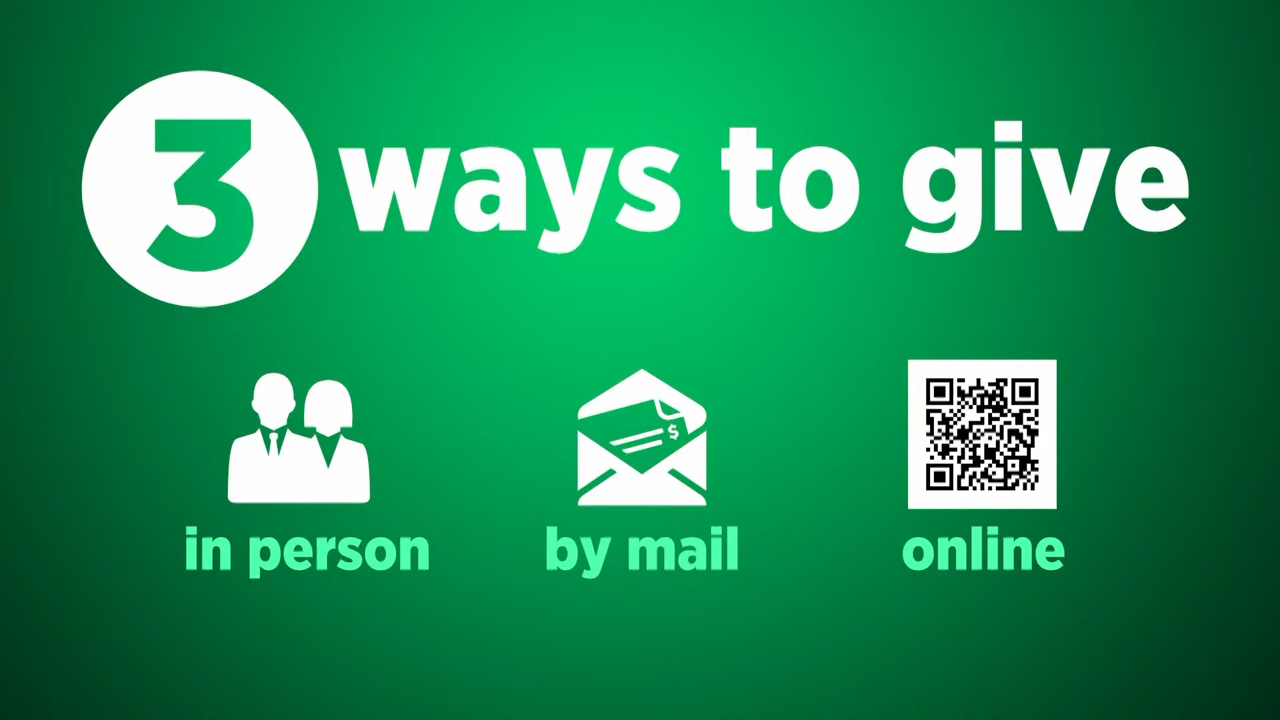 3 ways to give
$
in person
by mail
online